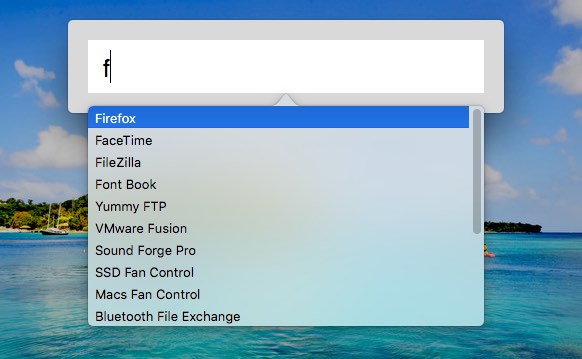 f
Firefox
FaceTime
FileZilla
Font Book
Yummy FTP
VMware Fusion
Sound Forge Pro
SSD Fan Control
Macs Fan Control
Bluetooth File Exchange